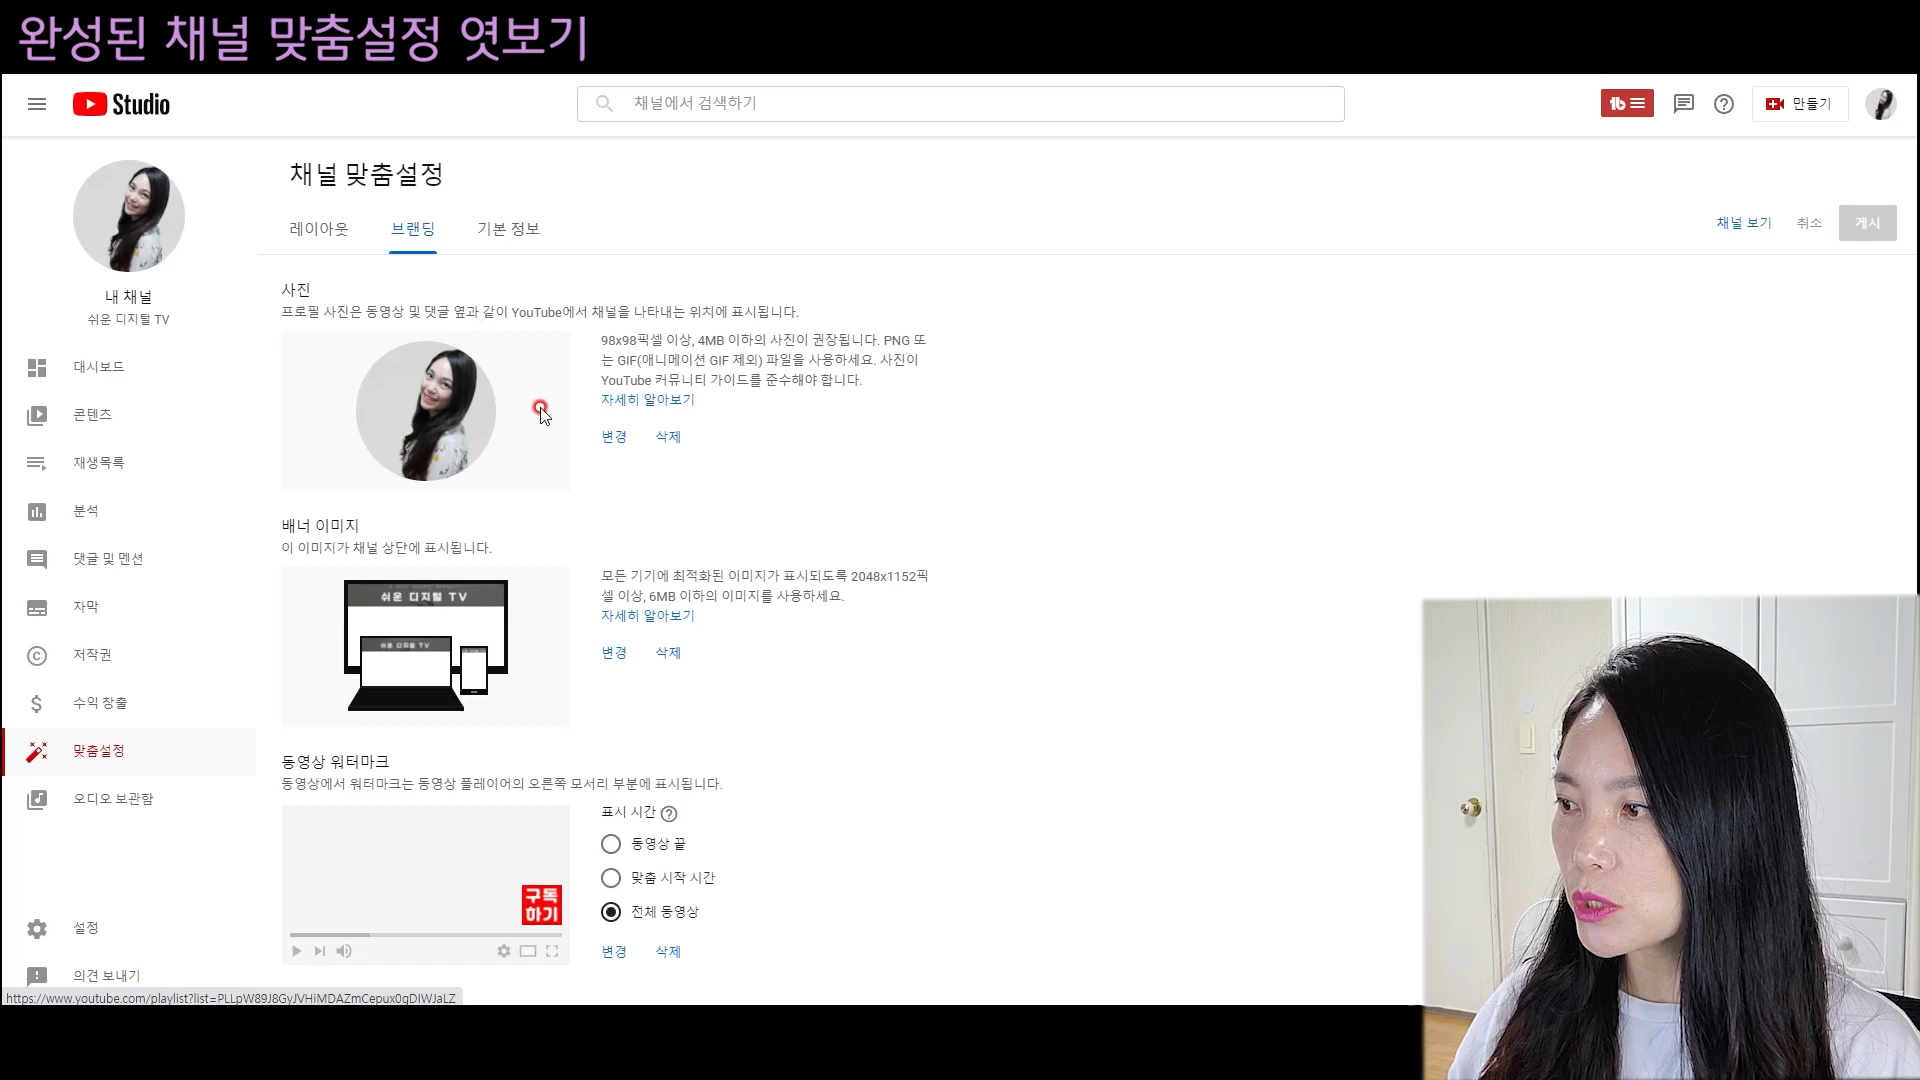 완성된 채널 맞춤설정 엿보기
Studio
채널에서 검색하기
만들기
내 채널
쉬운 디지털 TV
대시보드
콘텐츠
재생목록
분석
댓글 및 멘션
자막
저작권
수익 창출
맞춤설정
오디오 보관함
설정
의견 보내기
채널 맞춤설정
레이아웃
브랜딩
기본 정보
채널 보기
취소
게시
사진
프로필 사진은 동영상 및 댓글 옆과 같이 YouTube에서 채널을 나타내는 위치에 표시됩니다.
98x98픽셀 이상, 4MB 이하의 사진이 권장됩니다. PNG 또
는 GIF(애니메이션 GIF 제외) 파일을 사용하세요. 사진이
YouTube 커뮤니티 가이드를 준수해야 합니다.
자세히 알아보기
변경
삭제
배너 이미지
이 이미지가 채널 상단에 표시됩니다.
쉬운 디지털 TV
쉬운 디지털 TV
모든 기기에 최적화된 이미지가 표시되도록 2048x1152픽
셀 이상, 6MB 이하의 이미지를 사용하세요.
자세히 알아보기
변경
삭제
동영상 워터마크
동영상에서 워터마크는 동영상 플레이어의 오른쪽 모서리 부분에 표시됩니다.
구독
하기
표시 시간
동영상 끝
맞춤 시작 시간
전체 동영상
변경
삭제
https://www.youtube.com/playlist?list=PLLpW89J8GyJVHiMDAZmCepux0qDIWJaLZ